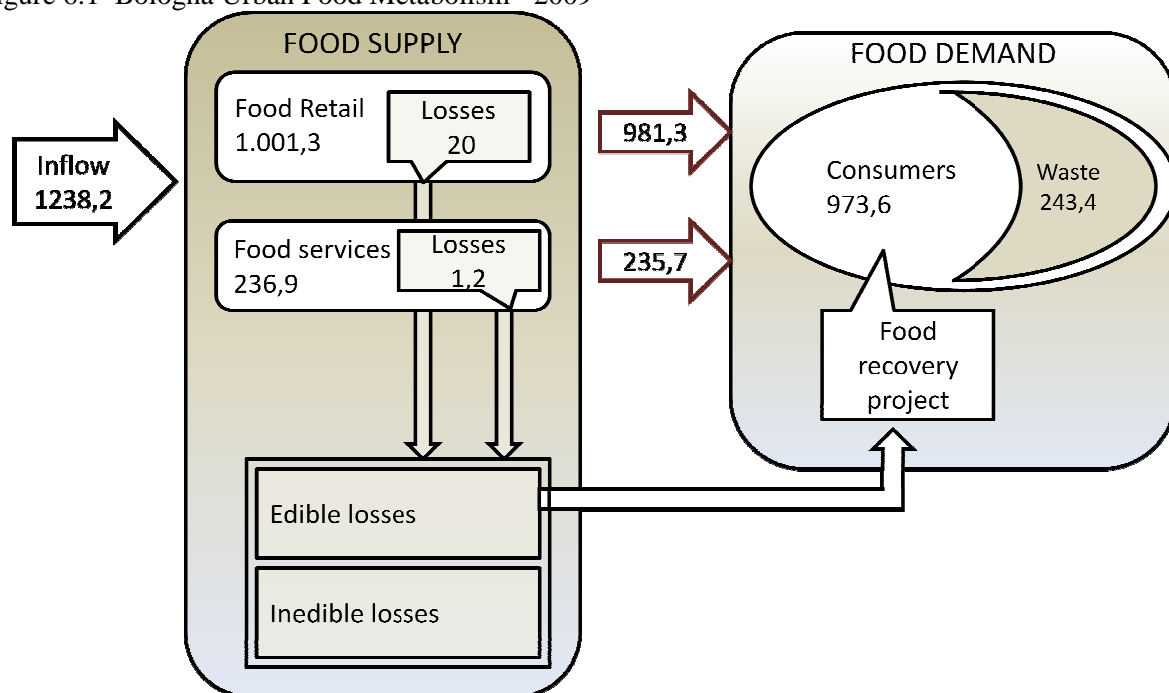 Figure 6.1 Bologna Urban Food Metabolism - 2009
FOOD SUPPLY
Food Retail
1.001,3
Losses
20
Inflow
1238,2
Food services
236,9
Losses
1,2
Edible losses
Inedible losses
981,3
235,7
FOOD DEMAND
Consumers
973,6
Waste
243,4
Food
recovery
project